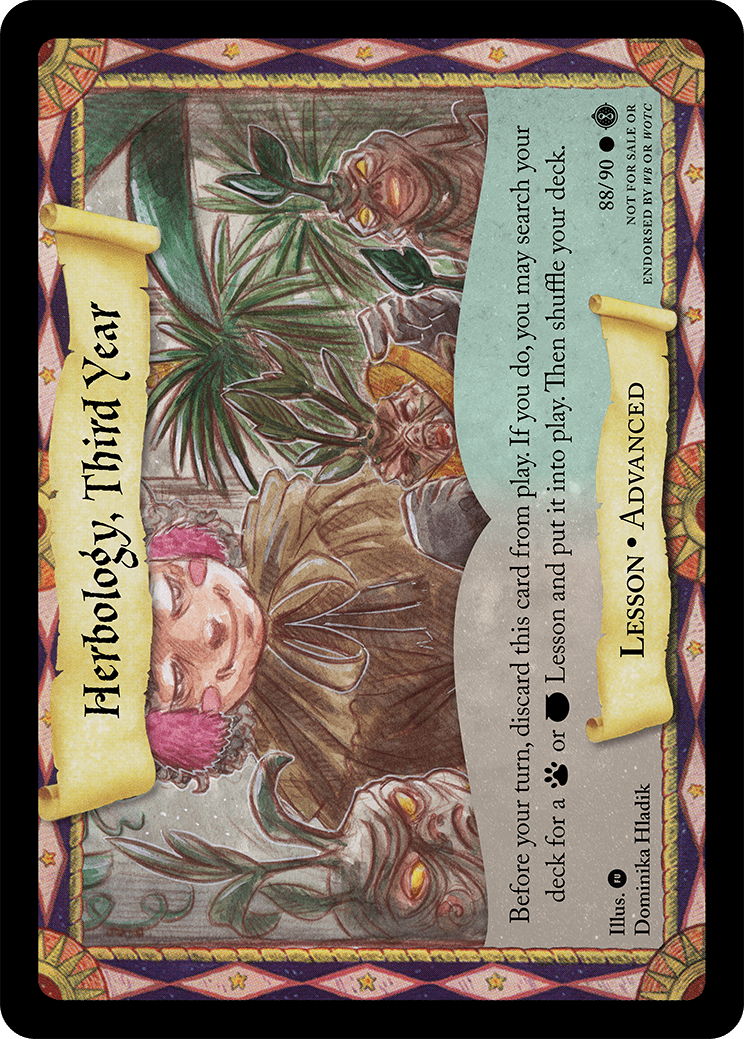 Herbology, Third Year
Before your turn, discard this card from play. If you do, you may search your
deck for a or Lesson and put it into play. Then shuffle your deck.
Lesson • Advanced
Illus. FU
Dominika Hladik
88/90 ●
NOT FOR SALE OR
ENDORSED BY WB OR WOTC